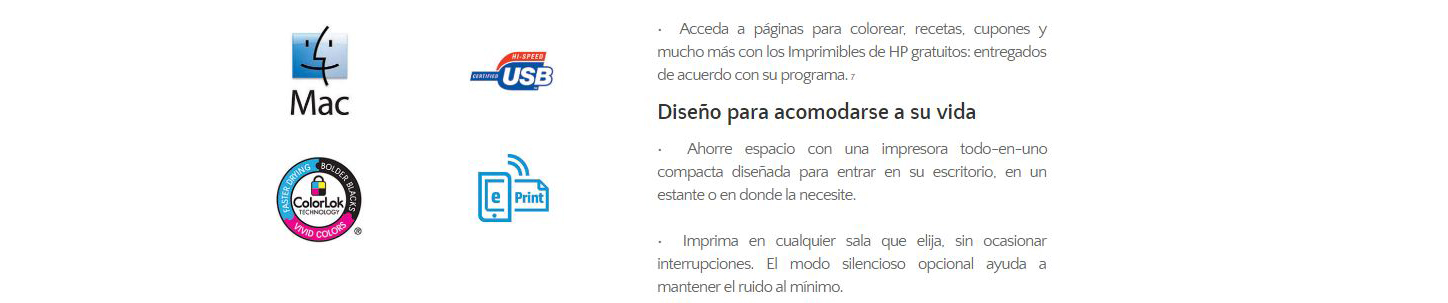 Mac
HI-SPEED
CERTIFIED USB
FASTER DRYING BOLDER BLACKS
ColorLok
TECHNOLOGY
VIVID COLORS
®
e Print
· Acceda a páginas para colorear, recetas, cupones y
mucho más con los Imprimibles de HP gratuitos: entregados
de acuerdo con su programa. 7
Diseño para acomodarse a su vida
· Ahorre espacio con una impresora todo-en-uno
compacta diseñada para entrar en su escritorio, en un
estante o en donde la necesite.
· Imprima en cualquier sala que elija, sin ocasionar
interrupciones. El modo silencioso opcional ayuda a
mantener el ruido al mínimo.